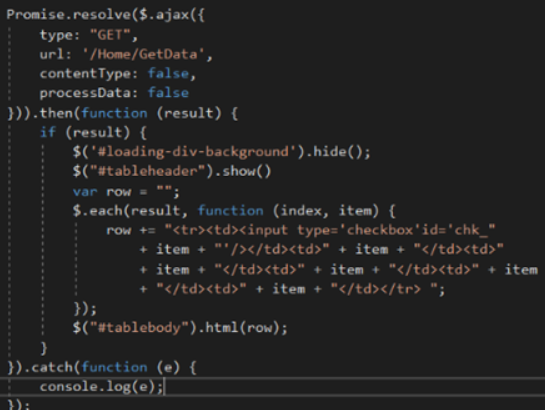 Promise.resolve($.ajax({
type: "GET",
url: '/Home/GetData',
contentType: false,
processData: false
})).then(function (result) {
if (result) {
$('#loading-div-background').hide();
$("#tableheader").show()
var row = "";
$.each(result, function (index, item) {
row += "<tr><td><input type='checkbox'id='chk_"
+ item + "'/></td><td>" + item + "</td><td>"
+ item + "</td><td>" + item + "</td><td>" + item
+ "</td><td>" + item + "</td></tr> ";
});
$("#tablebody").html(row);
}
}).catch(function (e) {
console.log(e);
});